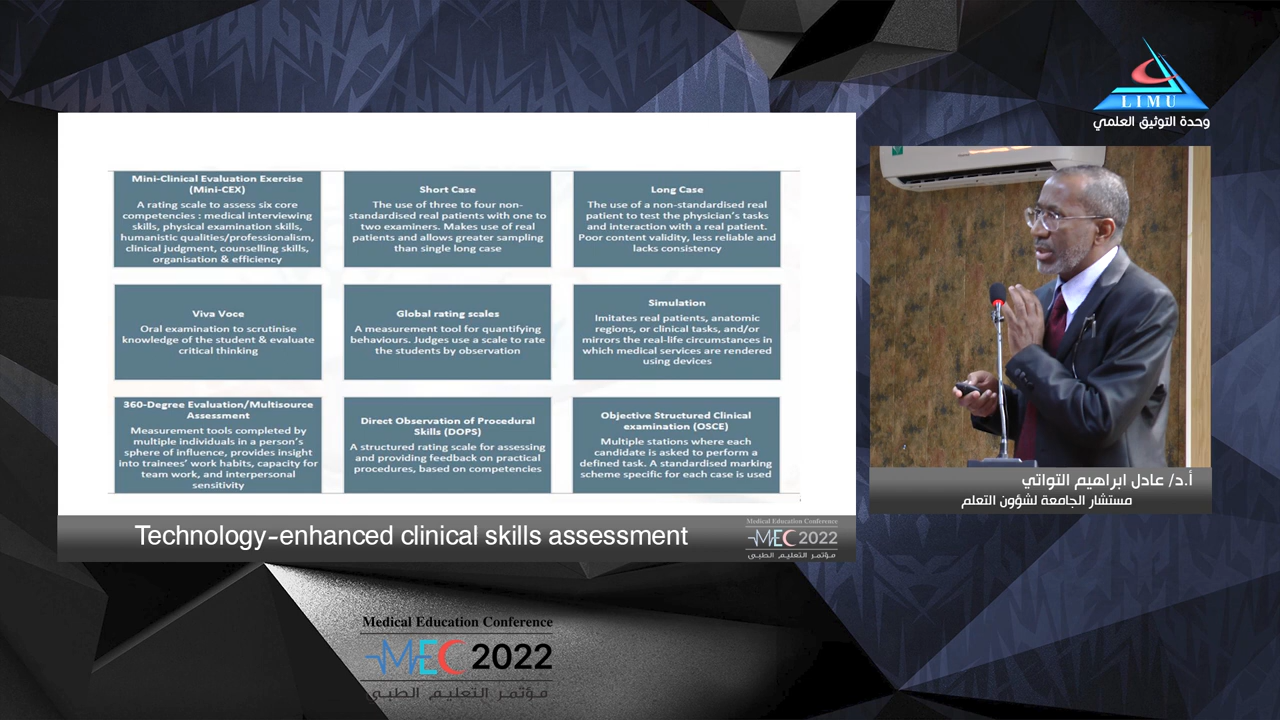 LIMU
وحدة التوثيق العلمي
Mini-Clinical Evaluation Exercise
(Mini-CEX)
A rating scale to assess six core
competencies : medical interviewing
skills, physical examination skills,
humanistic qualities/professionalism,
clinical judgment, counselling skills,
organisation & efficiency
Short Case
The use of three to four non-
standardised real patients with one to
two examiners. Makes use of real
patients and allows greater sampling
than single long case
Long Case
The use of a non-standardised real
patient to test the physician's tasks
and interaction with a real patient.
Poor content validity, less reliable and
lacks consistency
Viva Voce
Oral examination to scrutinise
knowledge of the student & evaluate
critical thinking
Global rating scales
A measurement tool for quantifying
behaviours. Judges use a scale to rate
the students by observation
Simulation
Imitates real patients, anatomic
regions, or clinical tasks, and/or
mirrors the real-life circumstances in
which medical services are rendered
using devices
360-Degree Evaluation/Multisource
Assessment
Measurement tools completed by
multiple individuals in a person's
sphere of influence, provides insight
into trainees' work habits, capacity for
team work, and interpersonal
sensitivity
Direct Observation of Procedural
Skills (DOPS)
A structured rating scale for assessing
and providing feedback on practical
procedures, based on competencies
Objective Structured Clinical
examination (OSCE)
Multiple stations where each
candidate is asked to perform a
defined task. A standardised marking
scheme specific for each case is used
أ.د/ عادل ابراهيم التواتي
مستشار الجامعة لشؤون التعلم
Technology-enhanced clinical skills assessment
Medical Education Conference
MEC 2022
مؤتمر التعليم الطبي
Medical Education Conference
MEC 2022
مؤتمر التعليم الطبي